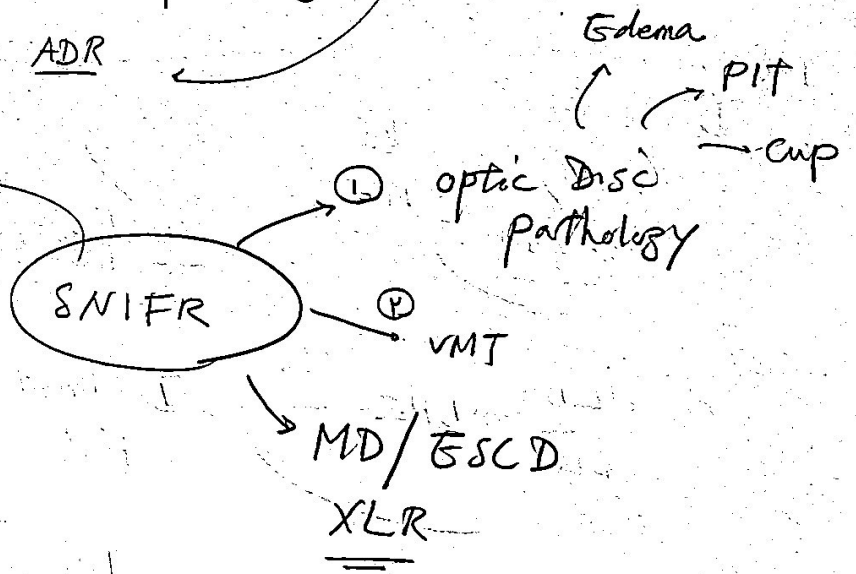 Edema
ADR
PIT
cup
① optic Disc
Pathology
SNIFR
② VMT
MD/ESCD
XLR